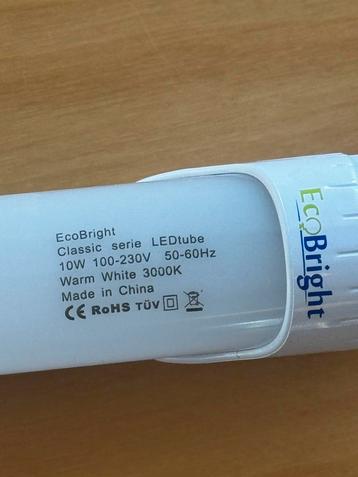 EcoBright
Classic serie LEDtube
10W 100-230V 50-60Hz
Warm White 3000K
Made in China
CE RoHS TÜV
EcoBright